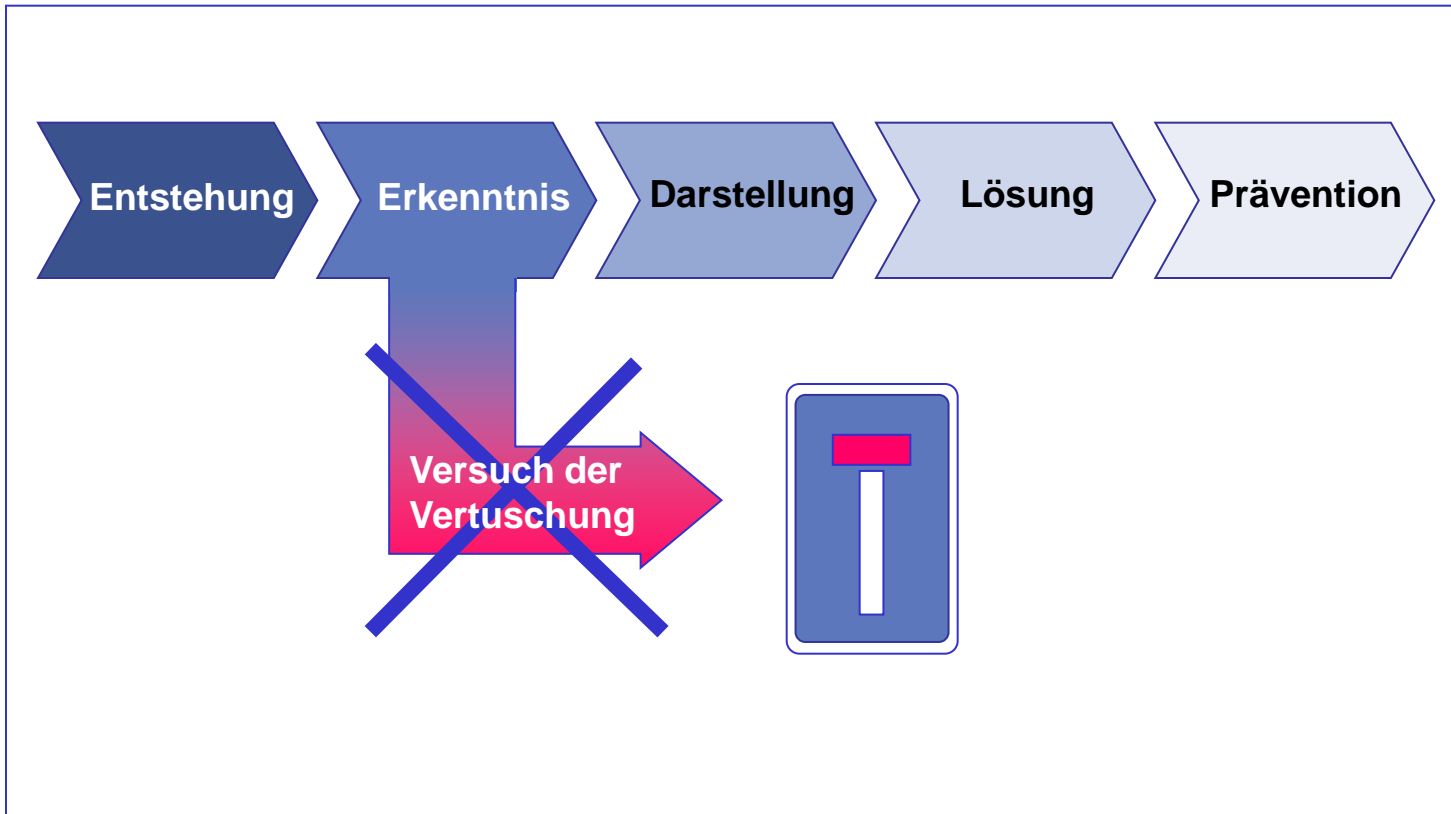 Entstehung
Erkenntnis
Darstellung
Lösung
Prävention
Versuch der
Vertuschung